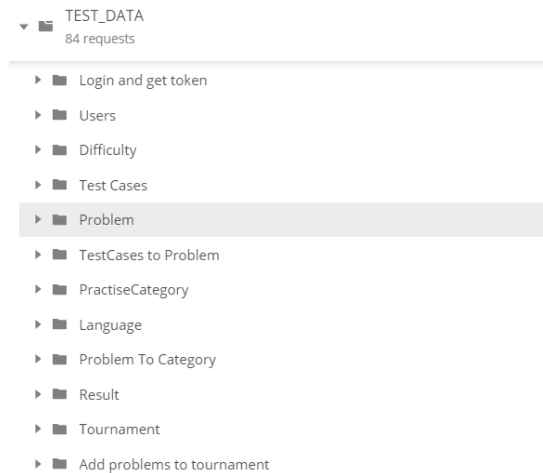 TEST_DATA
84 requests
Login and get token
Users
Difficulty
Test Cases
Problem
TestCases to Problem
PractiseCategory
Language
Problem To Category
Result
Tournament
Add problems to tournament